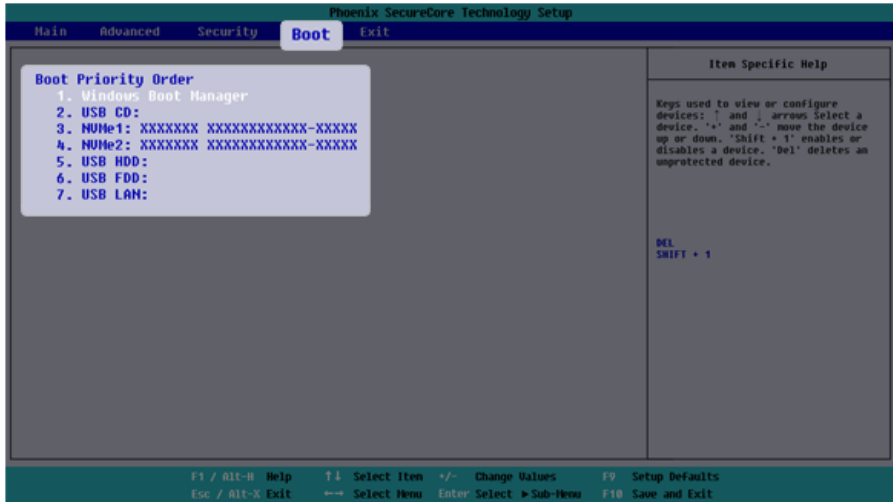 Phoenix SecureCore Technology Setup
Main Advanced Security Boot Exit
Boot Priority Order
1. Windows Boot Manager
2. USB CD:
3. NVMe1: XXXXXXX XXXXXXXXXXXX-XXXXX
4. NVMe2: XXXXXXX XXXXXXXXXXXX-XXXXX
5. USB HDD:
6. USB FDD:
7. USB LAN:
Item Specific Help
Keys used to view or configure
devices: ↑ and ↓ arrows Select a
device. '+' and '-' move the device
up or down. 'Shift + 1' enables or
disables a device. 'Del' deletes an
unprotected device.
DEL
SHIFT + 1
F1 / Alt-H Help ↑↓ Select Item +/- Change Values F9 Setup Defaults
Esc / Alt-X Exit ←→ Select Menu Enter Select ►Sub-Menu F10 Save and Exit